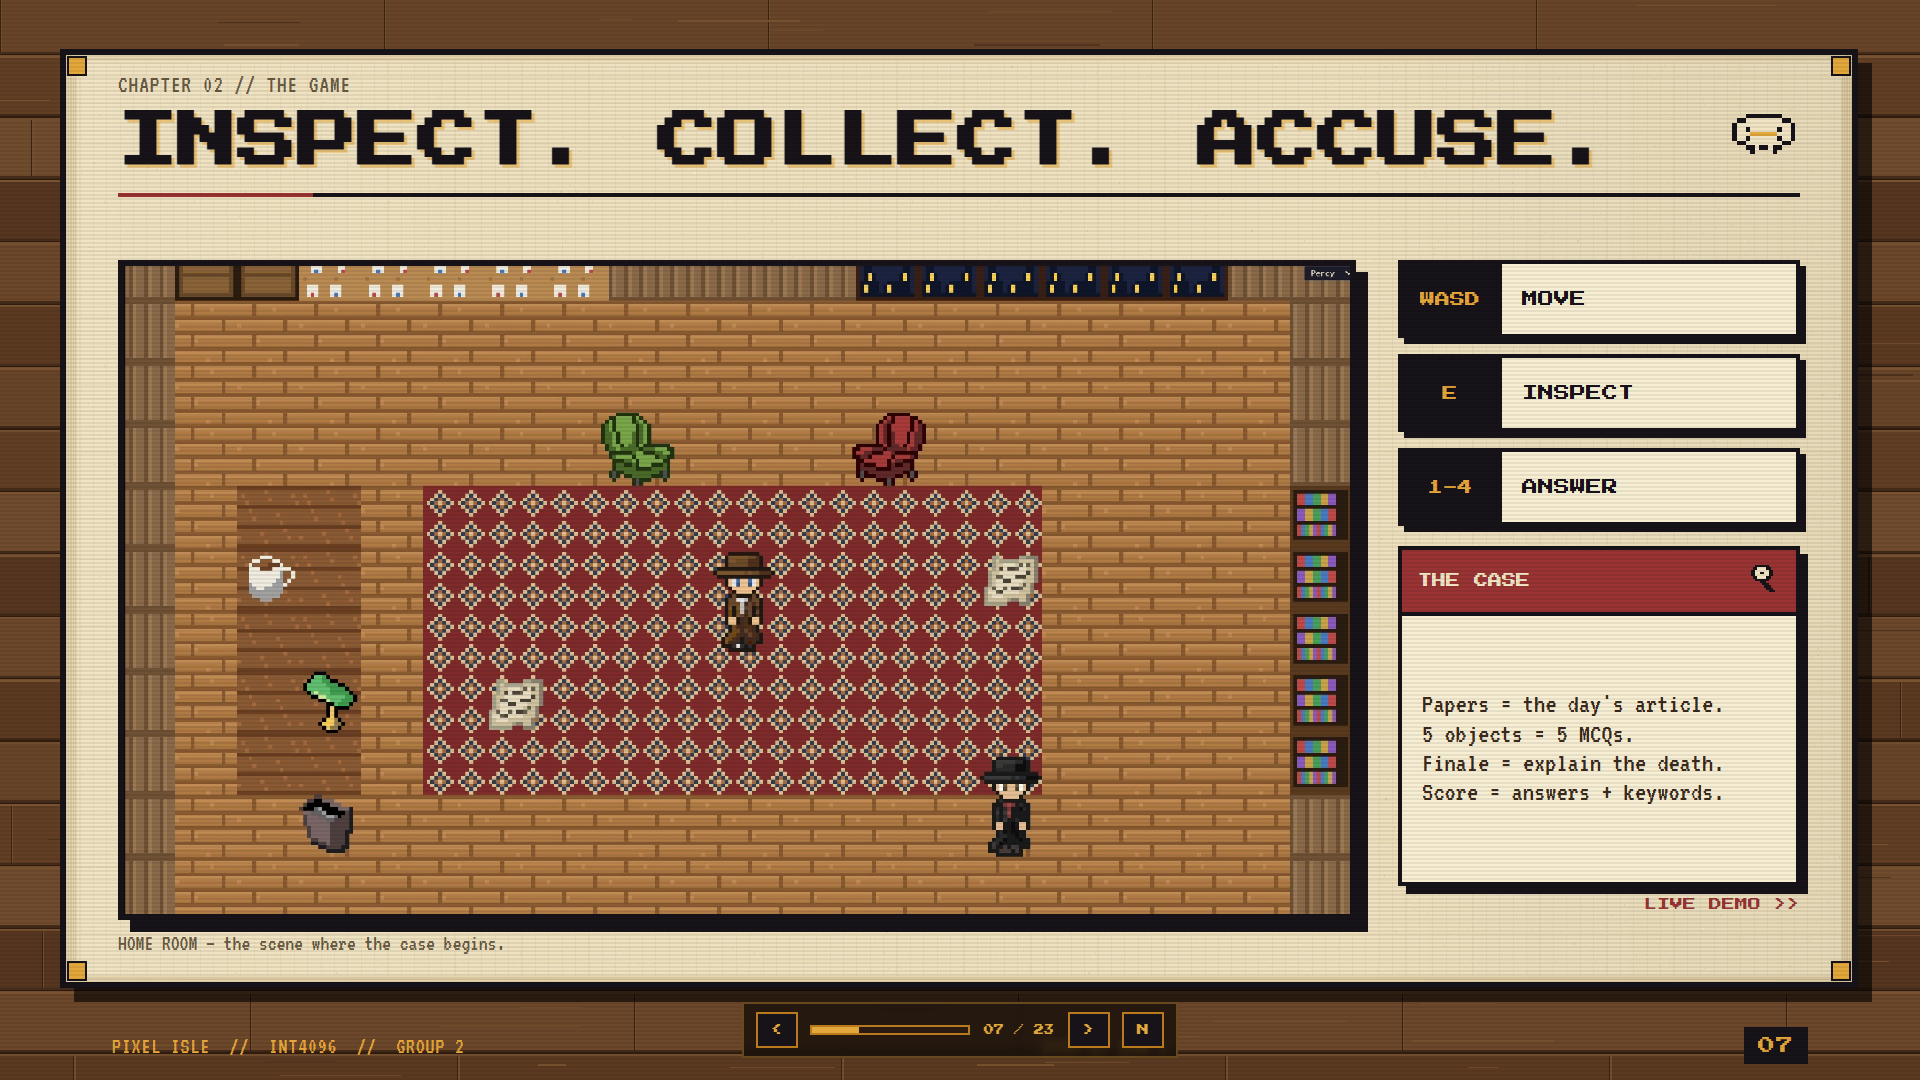 CHAPTER 02 // THE GAME
INSPECT. COLLECT. ACCUSE.
Percy
WASD MOVE
E INSPECT
1-4 ANSWER
THE CASE
Papers = the day's article.
5 objects = 5 MCQs.
Finale = explain the death.
Score = answers + keywords.
LIVE DEMO >>
HOME ROOM – the scene where the case begins.
PIXEL ISLE // INT4096 // GROUP 2
< 07 / 23 > N
07